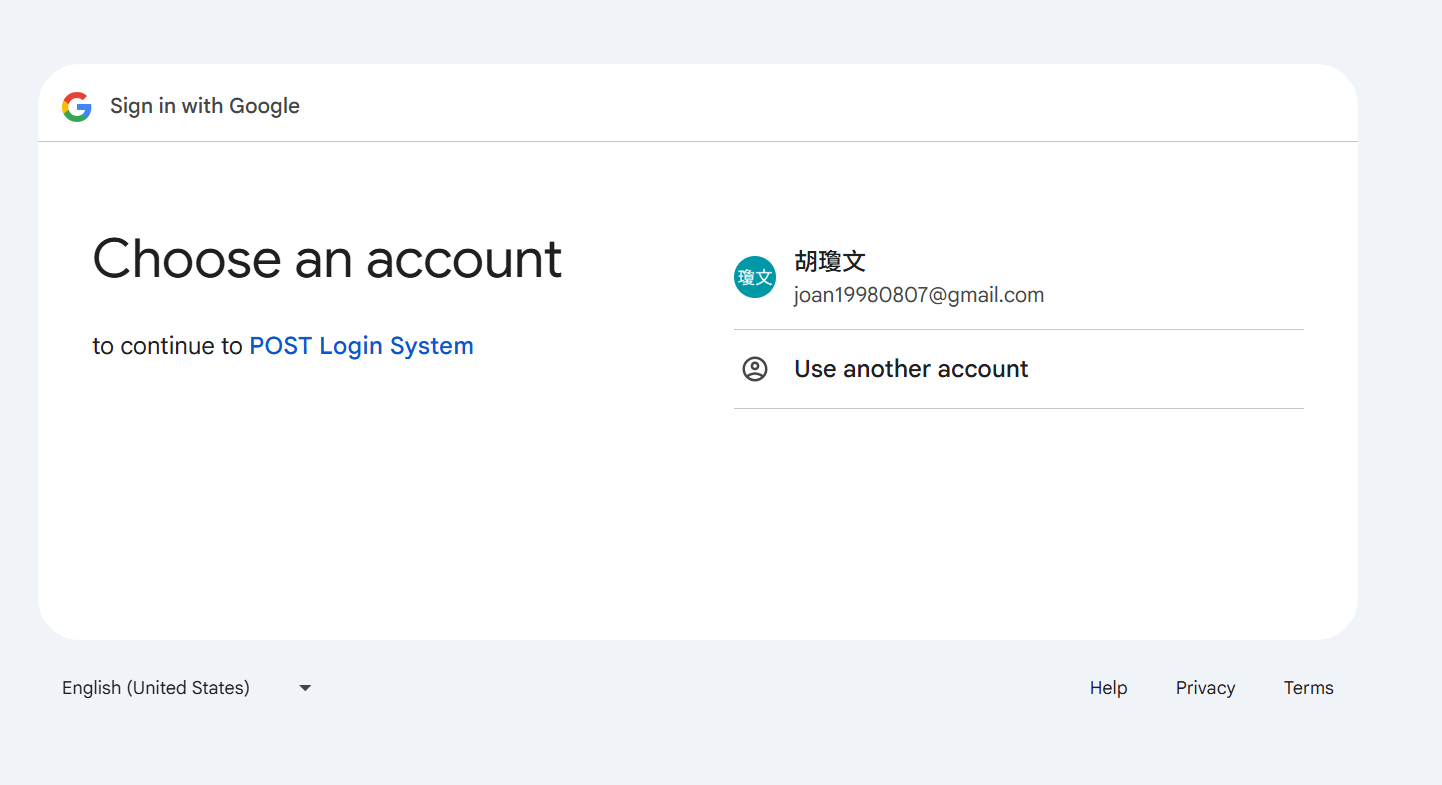 Sign in with Google
Choose an account
to continue to POST Login System
瓊文
胡瓊文
joan19980807@gmail.com
Use another account
English (United States)
Help
Privacy
Terms